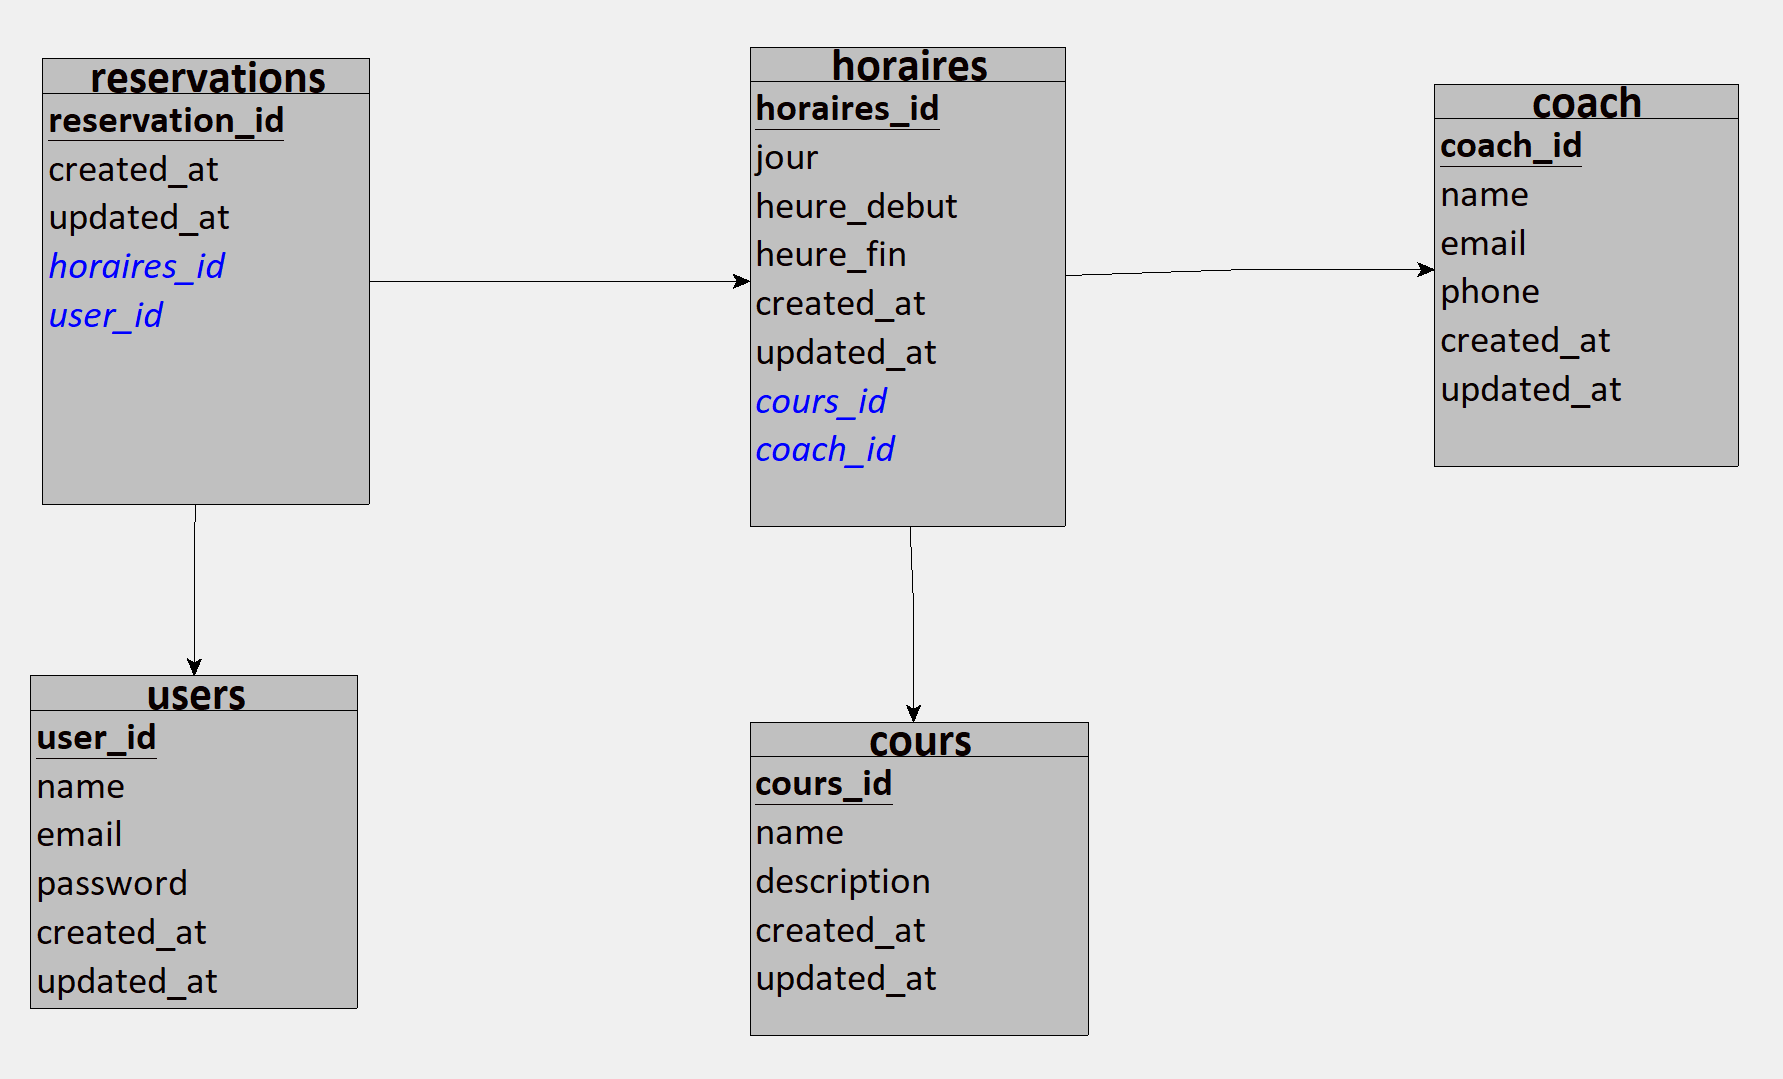 reservations
reservation_id
created_at
updated_at
horaires_id
user_id
horaires
horaires_id
jour
heure_debut
heure_fin
created_at
updated_at
cours_id
coach_id
coach
coach_id
name
email
phone
created_at
updated_at
users
user_id
name
email
password
created_at
updated_at
cours
cours_id
name
description
created_at
updated_at